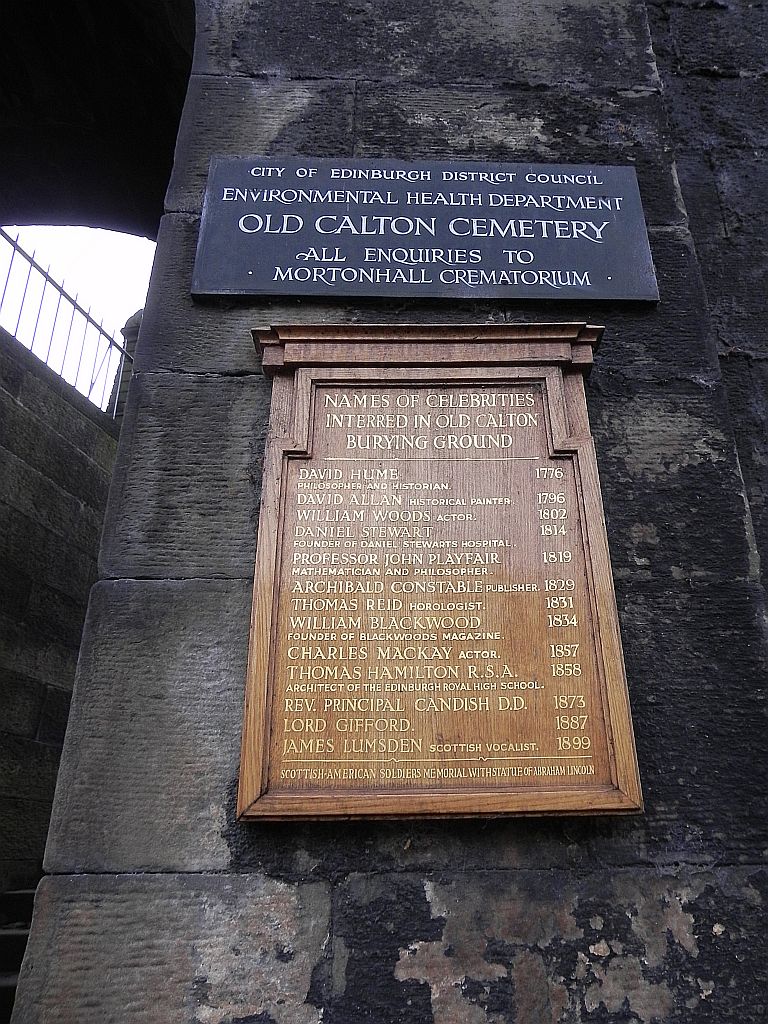 CITY OF EDINBURGH DISTRICT COUNCIL
ENVIRONMENTAL HEALTH DEPARTMENT
OLD CALTON CEMETERY
ALL ENQUIRIES TO
· MORTONHALL CREMATORIUM ·
NAMES OF CELEBRITIES
INTERRED IN OLD CALTON
BURYING GROUND
DAVID HUME 1776
PHILOSOPHER AND HISTORIAN.
DAVID ALLAN HISTORICAL PAINTER. 1796
WILLIAM WOODS ACTOR. 1802
DANIEL STEWART 1814
FOUNDER OF DANIEL STEWARTS HOSPITAL.
PROFESSOR JOHN PLAYFAIR 1819
MATHEMATICIAN AND PHILOSOPHER.
ARCHIBALD CONSTABLE PUBLISHER. 1829
THOMAS REID HOROLOGIST. 1831
WILLIAM BLACKWOOD 1834
FOUNDER OF BLACKWOODS MAGAZINE.
CHARLES MACKAY ACTOR. 1857
THOMAS HAMILTON R.S.A. 1858
ARCHITECT OF THE EDINBURGH ROYAL HIGH SCHOOL.
REV. PRINCIPAL CANDISH D.D. 1873
LORD GIFFORD. 1887
JAMES LUMSDEN SCOTTISH VOCALIST. 1899
SCOTTISH-AMERICAN SOLDIERS MEMORIAL WITH STATUE OF ABRAHAM LINCOLN